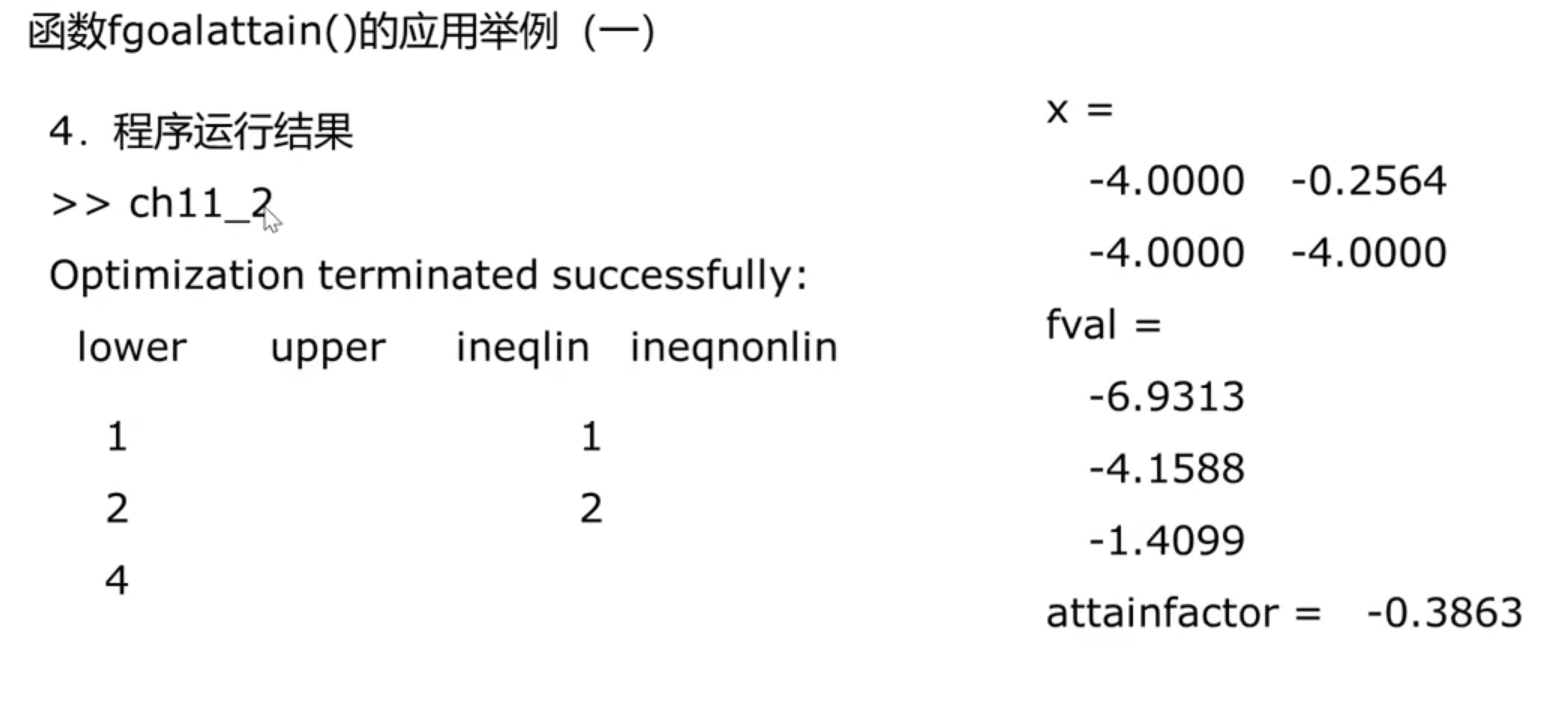 函数fgoalattain()的应用举例（一）
4．程序运行结果
>> ch11_2
Optimization terminated successfully:
lower upper ineqlin ineqnonlin
1 1
2 2
4
x =
-4.0000 -0.2564
-4.0000 -4.0000
fval =
-6.9313
-4.1588
-1.4099
attainfactor = -0.3863